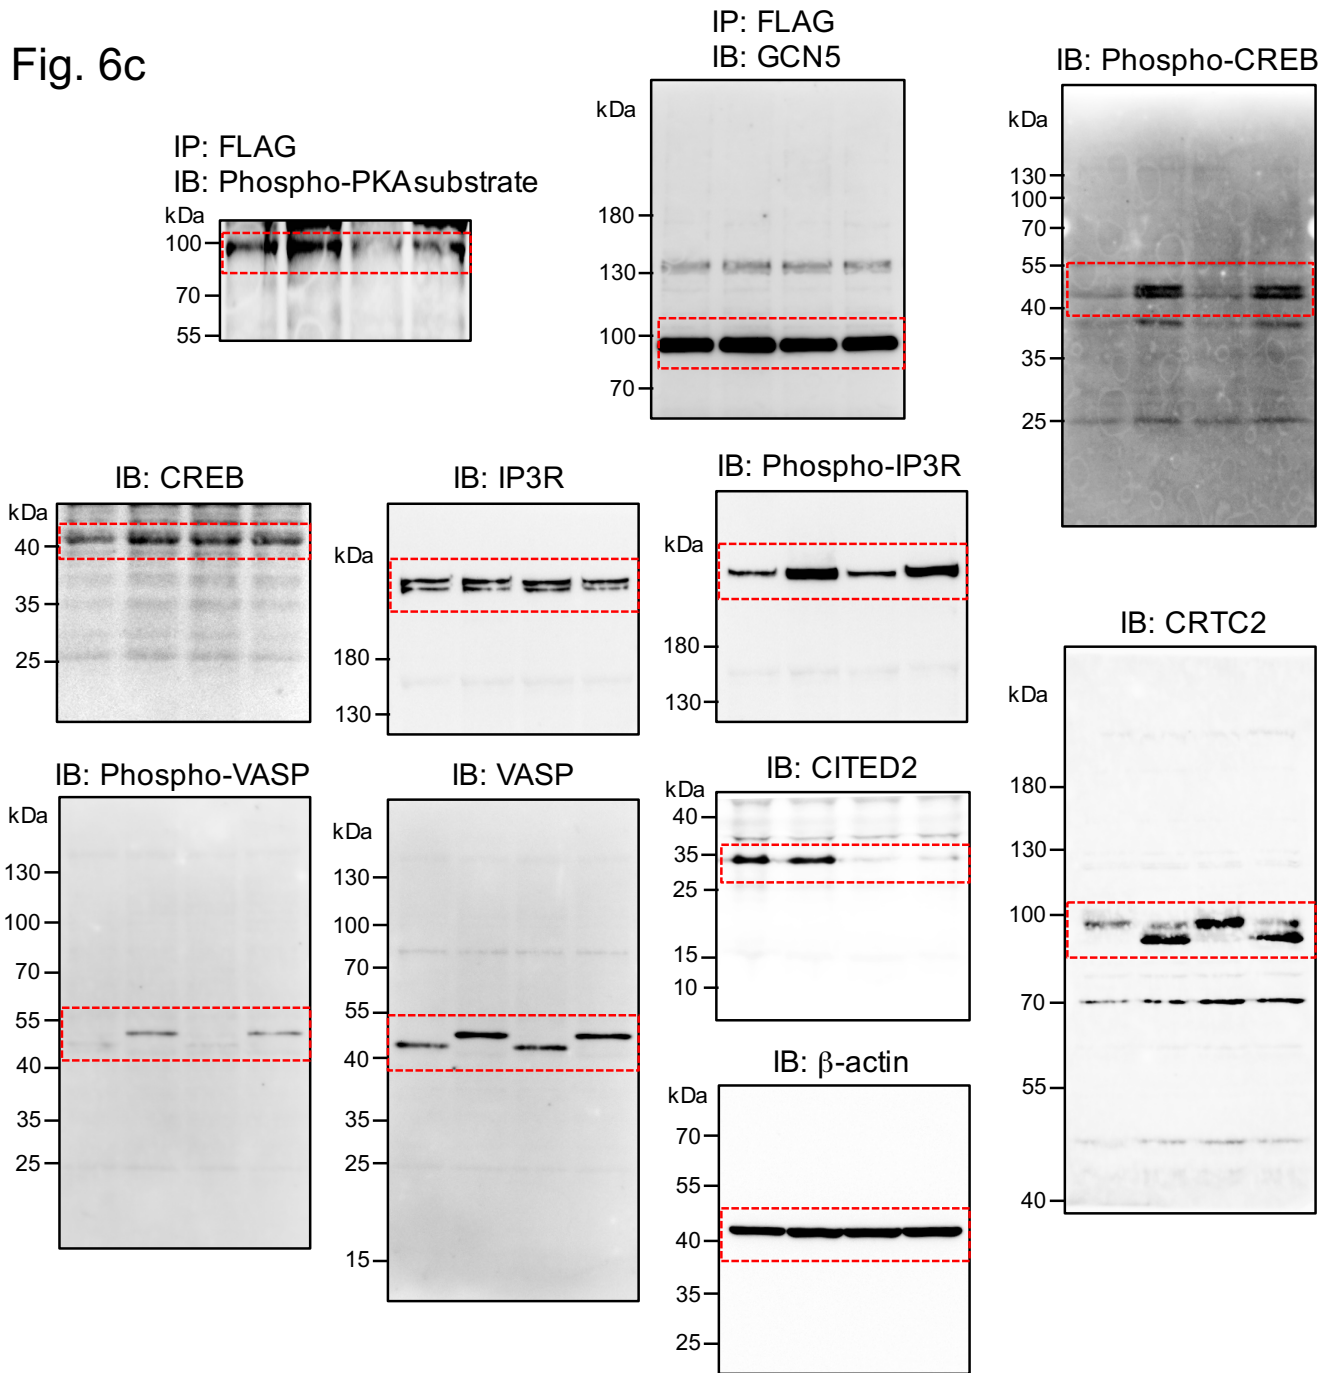 Fig. 6c
IP: FLAG
IB: Phospho-PKAsubstrate
kDa
100
70
55
IP: FLAG
IB: GCN5
kDa
180
130
100
70
IB: Phospho-CREB
kDa
130
100
70
55
40
35
25
IB: CREB
kDa
40
35
25
IB: IP3R
kDa
180
130
IB: Phospho-IP3R
kDa
180
130
IB: CRTC2
kDa
180
130
100
70
55
40
IB: Phospho-VASP
kDa
130
100
70
55
40
35
25
IB: VASP
kDa
130
100
70
55
40
35
25
15
IB: CITED2
kDa
40
35
25
15
10
IB: β-actin
kDa
70
55
40
35
25